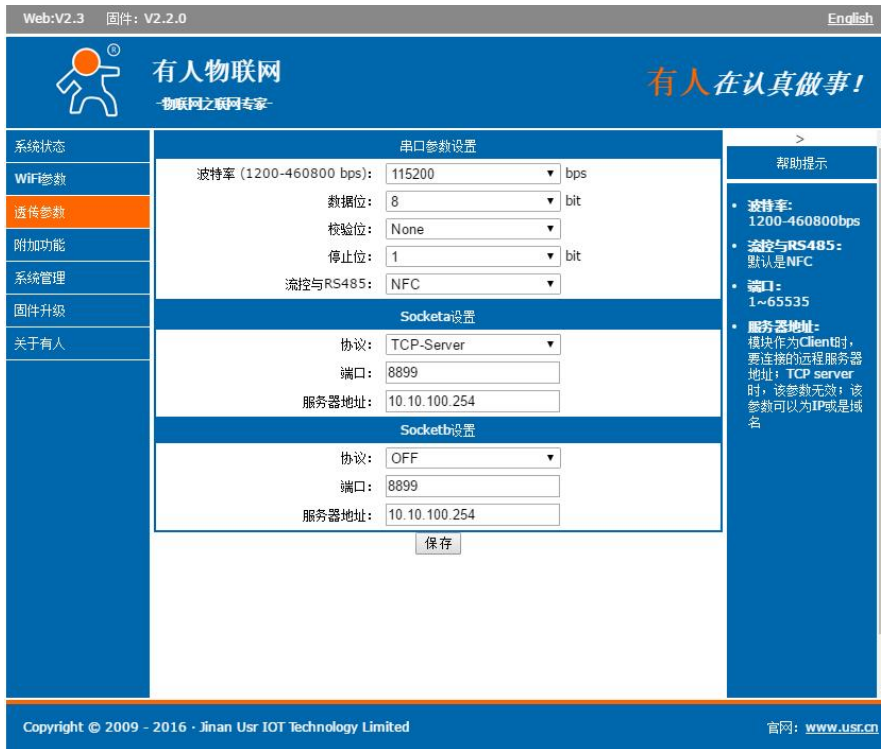 Web:V2.3 固件：V2.2.0 English
®
有人物联网
-物联网之联网专家-
有人在认真做事！
系统状态
WiFi参数
透传参数
附加功能
系统管理
固件升级
关于有人
串口参数设置
波特率 (1200-460800 bps)： 115200 bps
数据位： 8 bit
校验位： None
停止位： 1 bit
流控与RS485： NFC
Socketa设置
协议： TCP-Server
端口： 8899
服务器地址： 10.10.100.254
Socketb设置
协议： OFF
端口： 8899
服务器地址： 10.10.100.254
保存
>
帮助提示
• 波特率：
1200-460800bps
• 流控与RS485：
默认是NFC
• 端口：
1~65535
• 服务器地址：
模块作为Client时，
要连接的远程服务器
地址；TCP server
时，该参数无效；该
参数可以为IP或是域
名
Copyright © 2009 - 2016 · Jinan Usr IOT Technology Limited 官网：www.usr.cn